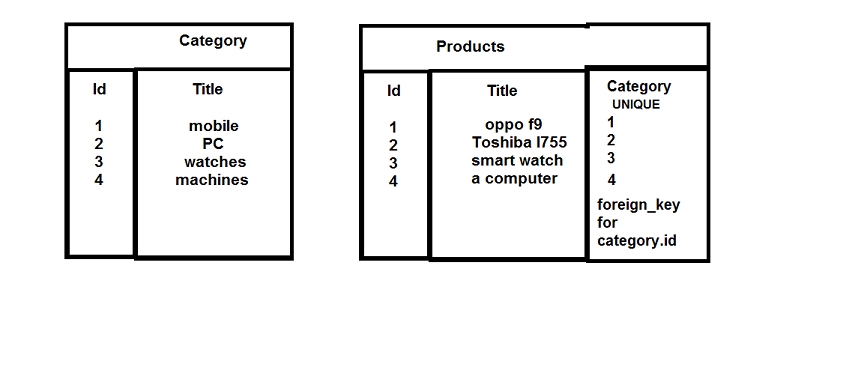 Category
Id Title
1 mobile
2 PC
3 watches
4 machines
Products
Id Title Category
UNIQUE
1 oppo f9 1
2 Toshiba l755 2
3 smart watch 3
4 a computer 4
foreign_key
for
category.id